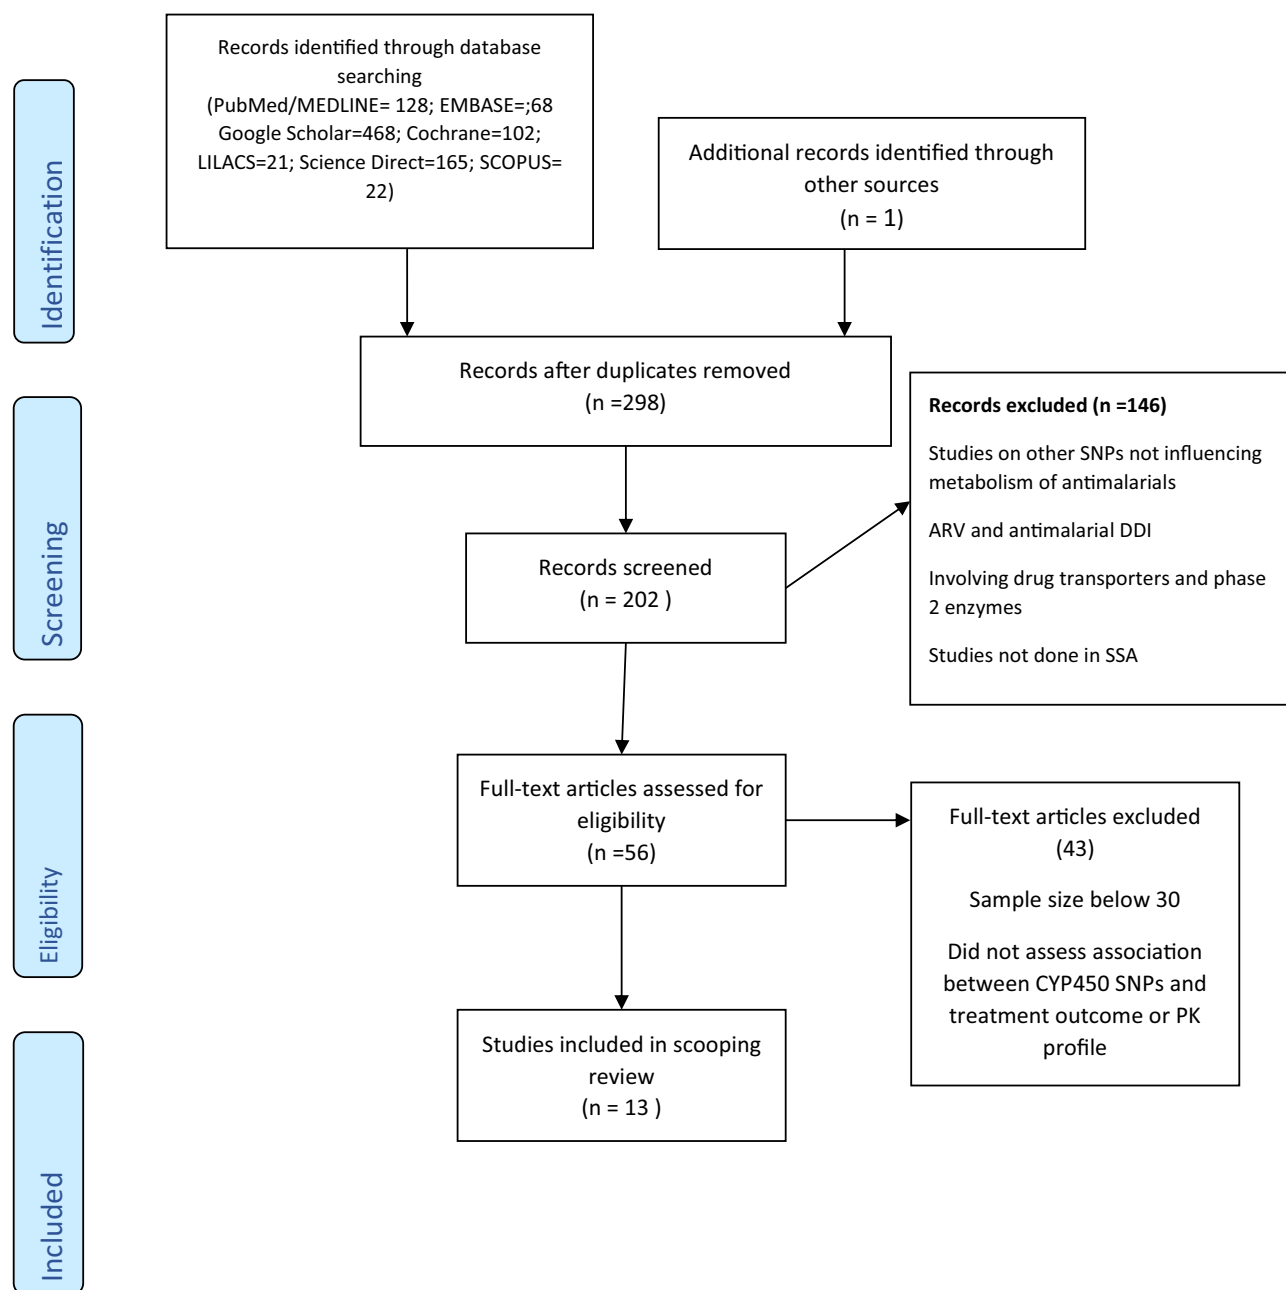 Records identified through database
searching
(PubMed/MEDLINE= 128; EMBASE=;68
Google Scholar=468; Cochrane=102;
LILACS=21; Science Direct=165; SCOPUS=
22)
Additional records identified through
other sources
(n = 1)
Identification
Records after duplicates removed
(n =298)
Records excluded (n =146)
Studies on other SNPs not influencing
metabolism of antimalarials
ARV and antimalarial DDI
Involving drug transporters and phase
2 enzymes
Studies not done in SSA
Screening
Records screened
(n = 202 )
Full-text articles assessed for
eligibility
(n =56)
Full-text articles excluded
(43)
Sample size below 30
Did not assess association
between CYP450 SNPs and
treatment outcome or PK
profile
Eligibility
Studies included in scooping
review
(n = 13 )
Included